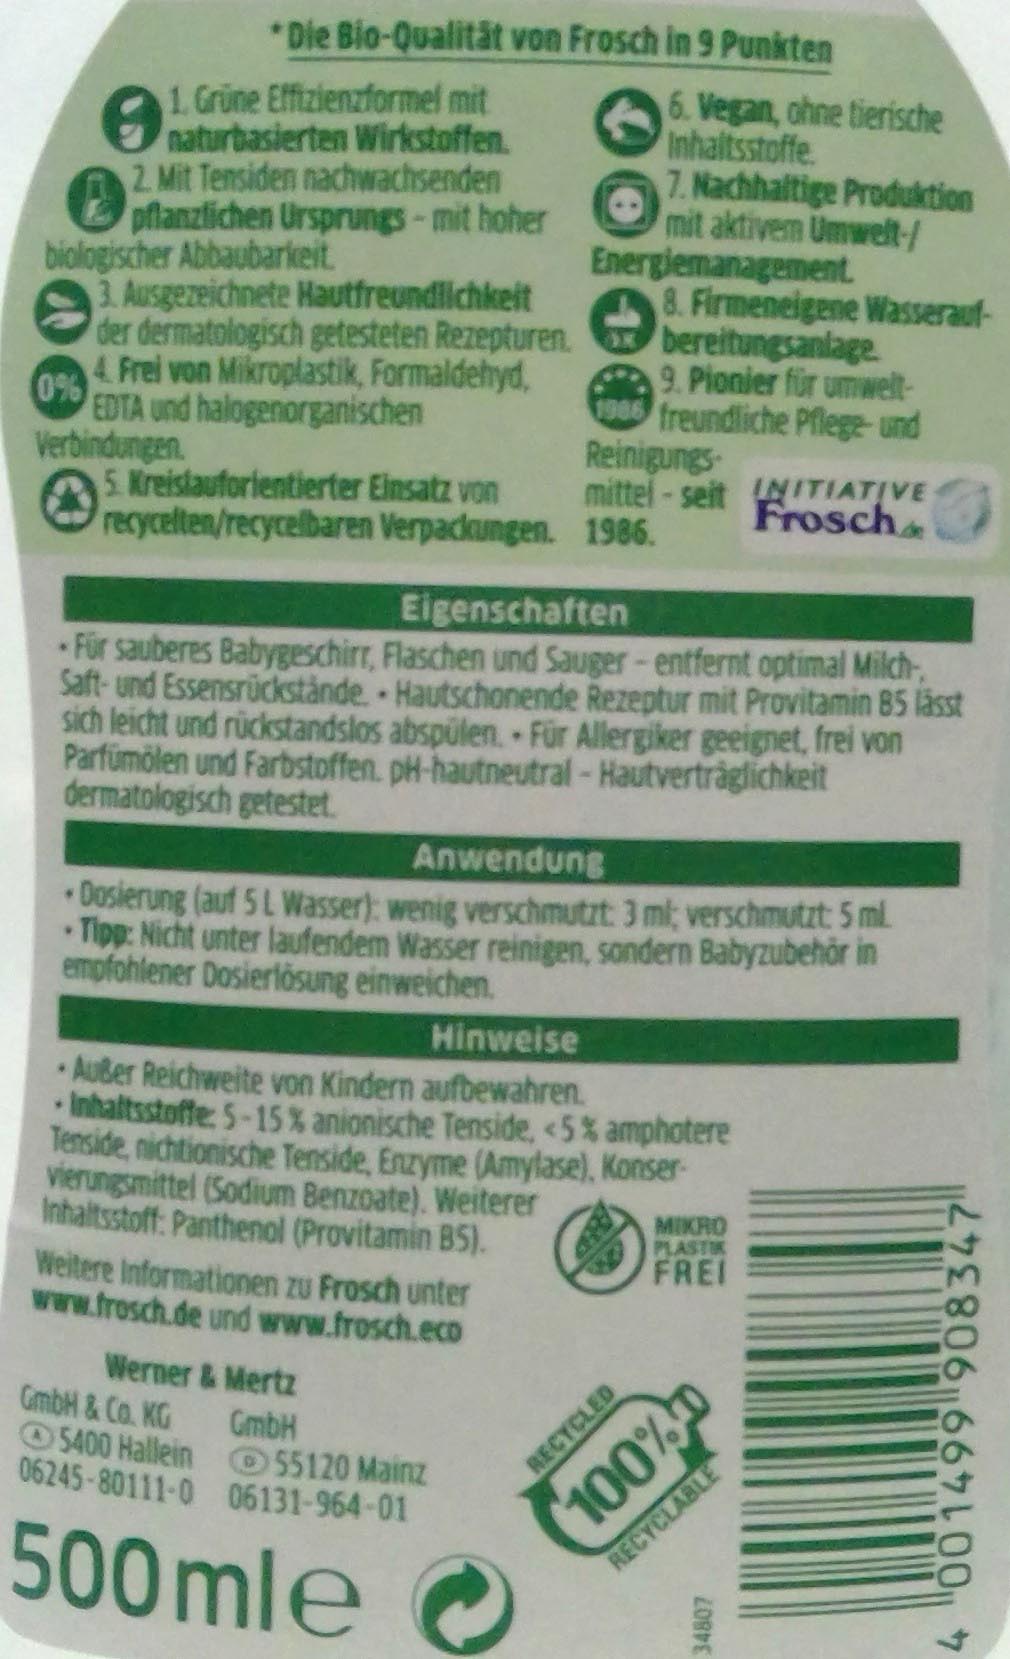 *Die Bio-Qualität von Frosch in 9 Punkten
1. Grüne Effizienzformel mit
naturbasierten Wirkstoffen.
2. Mit Tensiden nachwachsenden
pflanzlichen Ursprungs - mit hoher
biologischer Abbaubarkeit.
3. Ausgezeichnete Hautfreundlichkeit
der dermatologisch getesteten Rezepturen.
0%
4. Frei von Mikroplastik, Formaldehyd,
EDTA und halogenorganischen
Verbindungen.
5. Kreislauforientierter Einsatz von
recycelten/recycelbaren Verpackungen.
6. Vegan, ohne tierische
Inhaltsstoffe.
7. Nachhaltige Produktion
mit aktivem Umwelt-/
Energiemanagement.
8. Firmeneigene Wasserauf-
bereitungsanlage.
1986
9. Pionier für umwelt-
freundliche Pflege- und
Reinigungs-
mittel - seit
1986.
INITIATIVE
Frosch.de
Eigenschaften
• Für sauberes Babygeschirr, Flaschen und Sauger - entfernt optimal Milch-,
Saft- und Essensrückstände. • Hautschonende Rezeptur mit Provitamin B5 lässt
sich leicht und rückstandslos abspülen. • Für Allergiker geeignet, frei von
Parfümölen und Farbstoffen. pH-hautneutral - Hautverträglichkeit
dermatologisch getestet.
Anwendung
• Dosierung (auf 5 L Wasser): wenig verschmutzt: 3 ml; verschmutzt: 5 ml.
• Tipp: Nicht unter laufendem Wasser reinigen, sondern Babyzubehör in
empfohlener Dosierlösung einweichen.
Hinweise
• Außer Reichweite von Kindern aufbewahren.
• Inhaltsstoffe: 5-15 % anionische Tenside, <5 % amphotere
Tenside, nichtionische Tenside, Enzyme (Amylase), Konser-
vierungsmittel (Sodium Benzoate). Weiterer
Inhaltsstoff: Panthenol (Provitamin B5).
MIKRO
PLASTIK
FREI
Weitere Informationen zu Frosch unter
www.frosch.de und www.frosch.eco
Werner & Mertz
GmbH & Co. KG
A 5400 Hallein
06245-80111-0
GmbH
D 55120 Mainz
06131-964-01
RECYCLED
100%
RECYCLABLE
500 ml e
34807
4 001499 908347